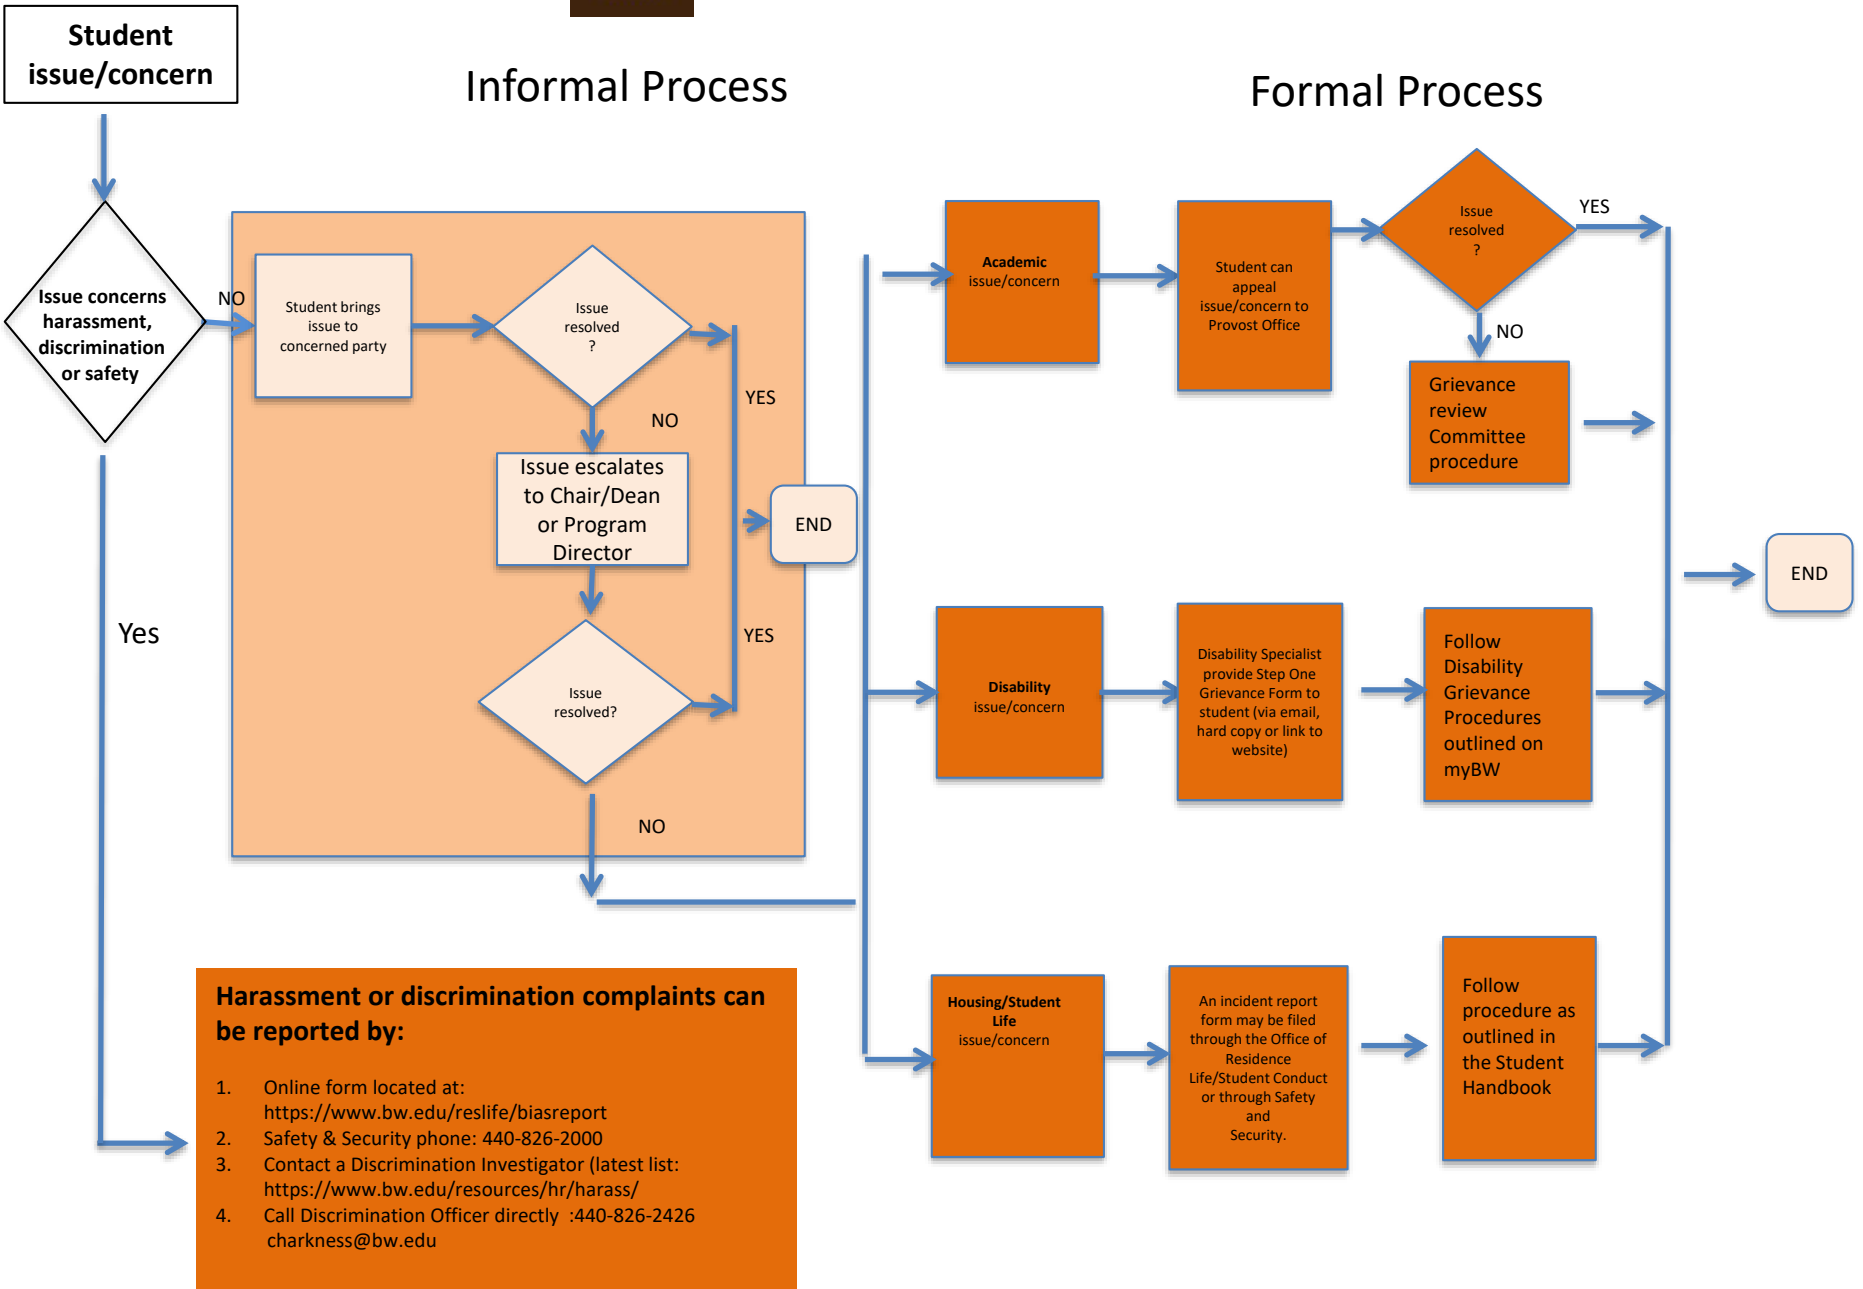 Student
issue/concern
Informal Process
Formal Process
Issue concerns
harassment,
discrimination
or safety
NO
Yes
Student brings
issue to
concerned party
Issue
resolved
?
YES
NO
Issue escalates
to Chair/Dean
or Program
Director
END
Issue
resolved?
YES
NO
Academic
issue/concern
Student can
appeal
issue/concern to
Provost Office
Issue
resolved
?
YES
NO
Grievance
review
Committee
procedure
END
Disability
issue/concern
Disability Specialist
provide Step One
Grievance Form to
student (via email,
hard copy or link to
website)
Follow
Disability
Grievance
Procedures
outlined on
myBW
Housing/Student
Life
issue/concern
An incident report
form may be filed
through the Office of
Residence
Life/Student Conduct
or through Safety
and
Security.
Follow
procedure as
outlined in
the Student
Handbook
Harassment or discrimination complaints can
be reported by:
1. Online form located at:
https://www.bw.edu/reslife/biasreport
2. Safety & Security phone: 440-826-2000
3. Contact a Discrimination Investigator (latest list:
https://www.bw.edu/resources/hr/harass/
4. Call Discrimination Officer directly :440-826-2426
charkness@bw.edu